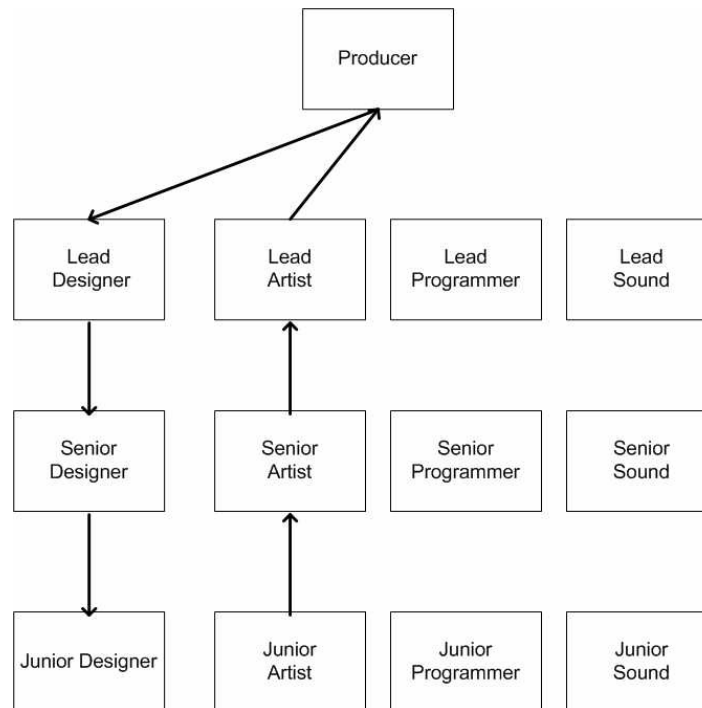 Producer
Lead
Designer
Lead
Artist
Lead
Programmer
Lead
Sound
Senior
Designer
Senior
Artist
Senior
Programmer
Senior
Sound
Junior Designer
Junior
Artist
Junior
Programmer
Junior
Sound